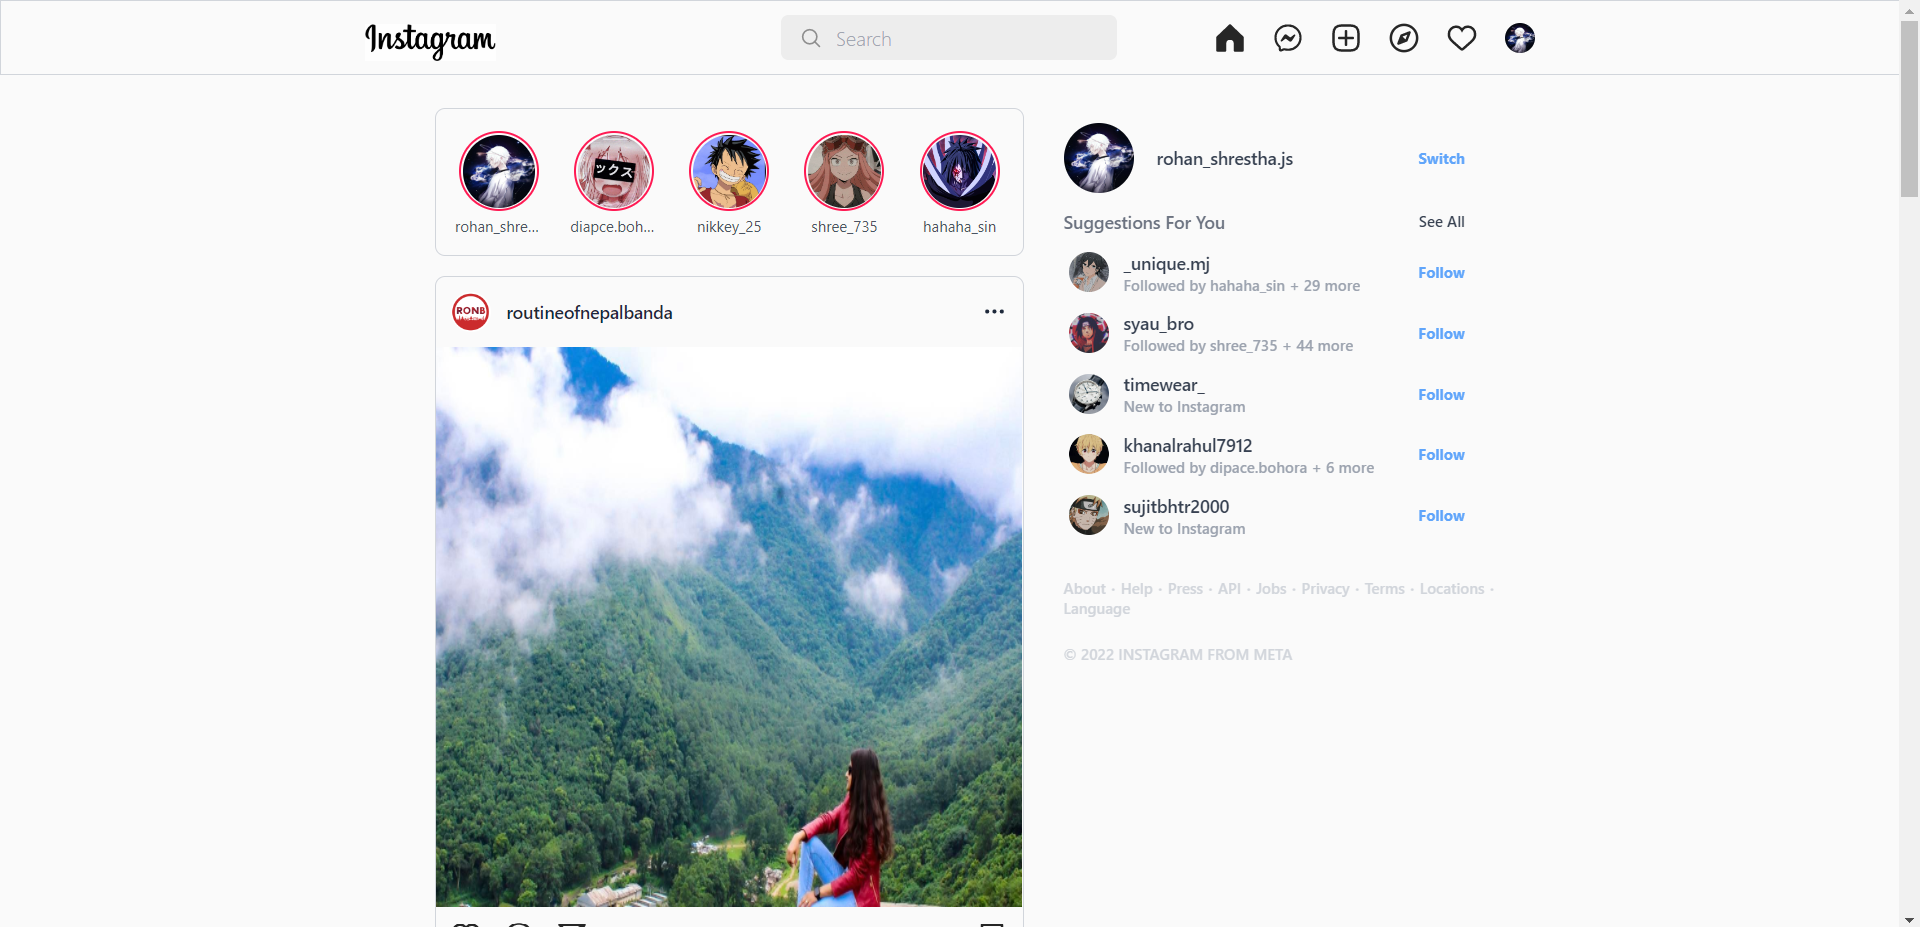 Instagram
Search
ックス
rohan_shre...
diapce.boh...
nikkey_25
shree_735
hahaha_sin
RONB
routineofnepalbanda
rohan_shrestha.js
Switch
Suggestions For You
See All
_unique.mj
Followed by hahaha_sin + 29 more
Follow
syau_bro
Followed by shree_735 + 44 more
Follow
timewear_
New to Instagram
Follow
khanalrahul7912
Followed by dipace.bohora + 6 more
Follow
sujitbhtr2000
New to Instagram
Follow
About · Help · Press · API · Jobs · Privacy · Terms · Locations ·
Language
© 2022 INSTAGRAM FROM META